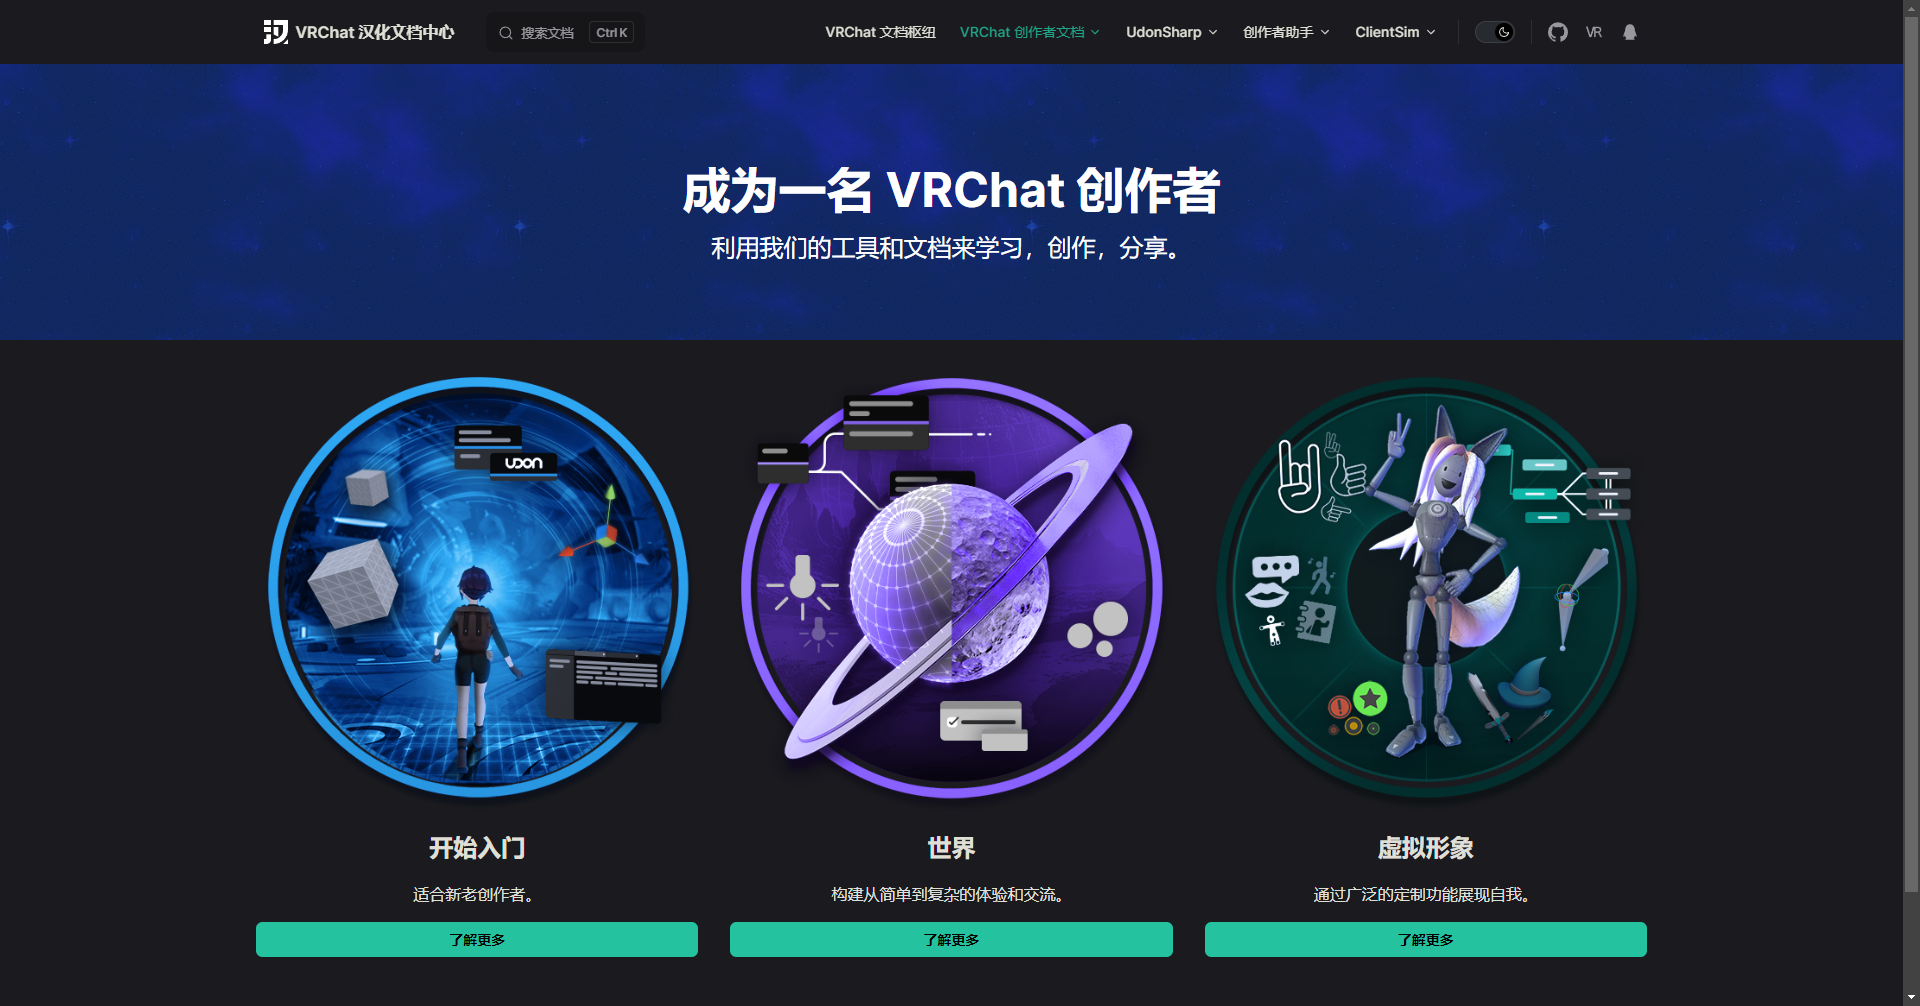 VRChat 汉化文档中心
搜索文档
Ctrl K
VRChat 文档枢纽
VRChat 创作者文档
UdonSharp
创作者助手
ClientSim
VR
成为一名 VRChat 创作者
利用我们的工具和文档来学习，创作，分享。
UDON
开始入门
世界
虚拟形象
适合新老创作者。
构建从简单到复杂的体验和交流。
通过广泛的定制功能展现自我。
了解更多
了解更多
了解更多